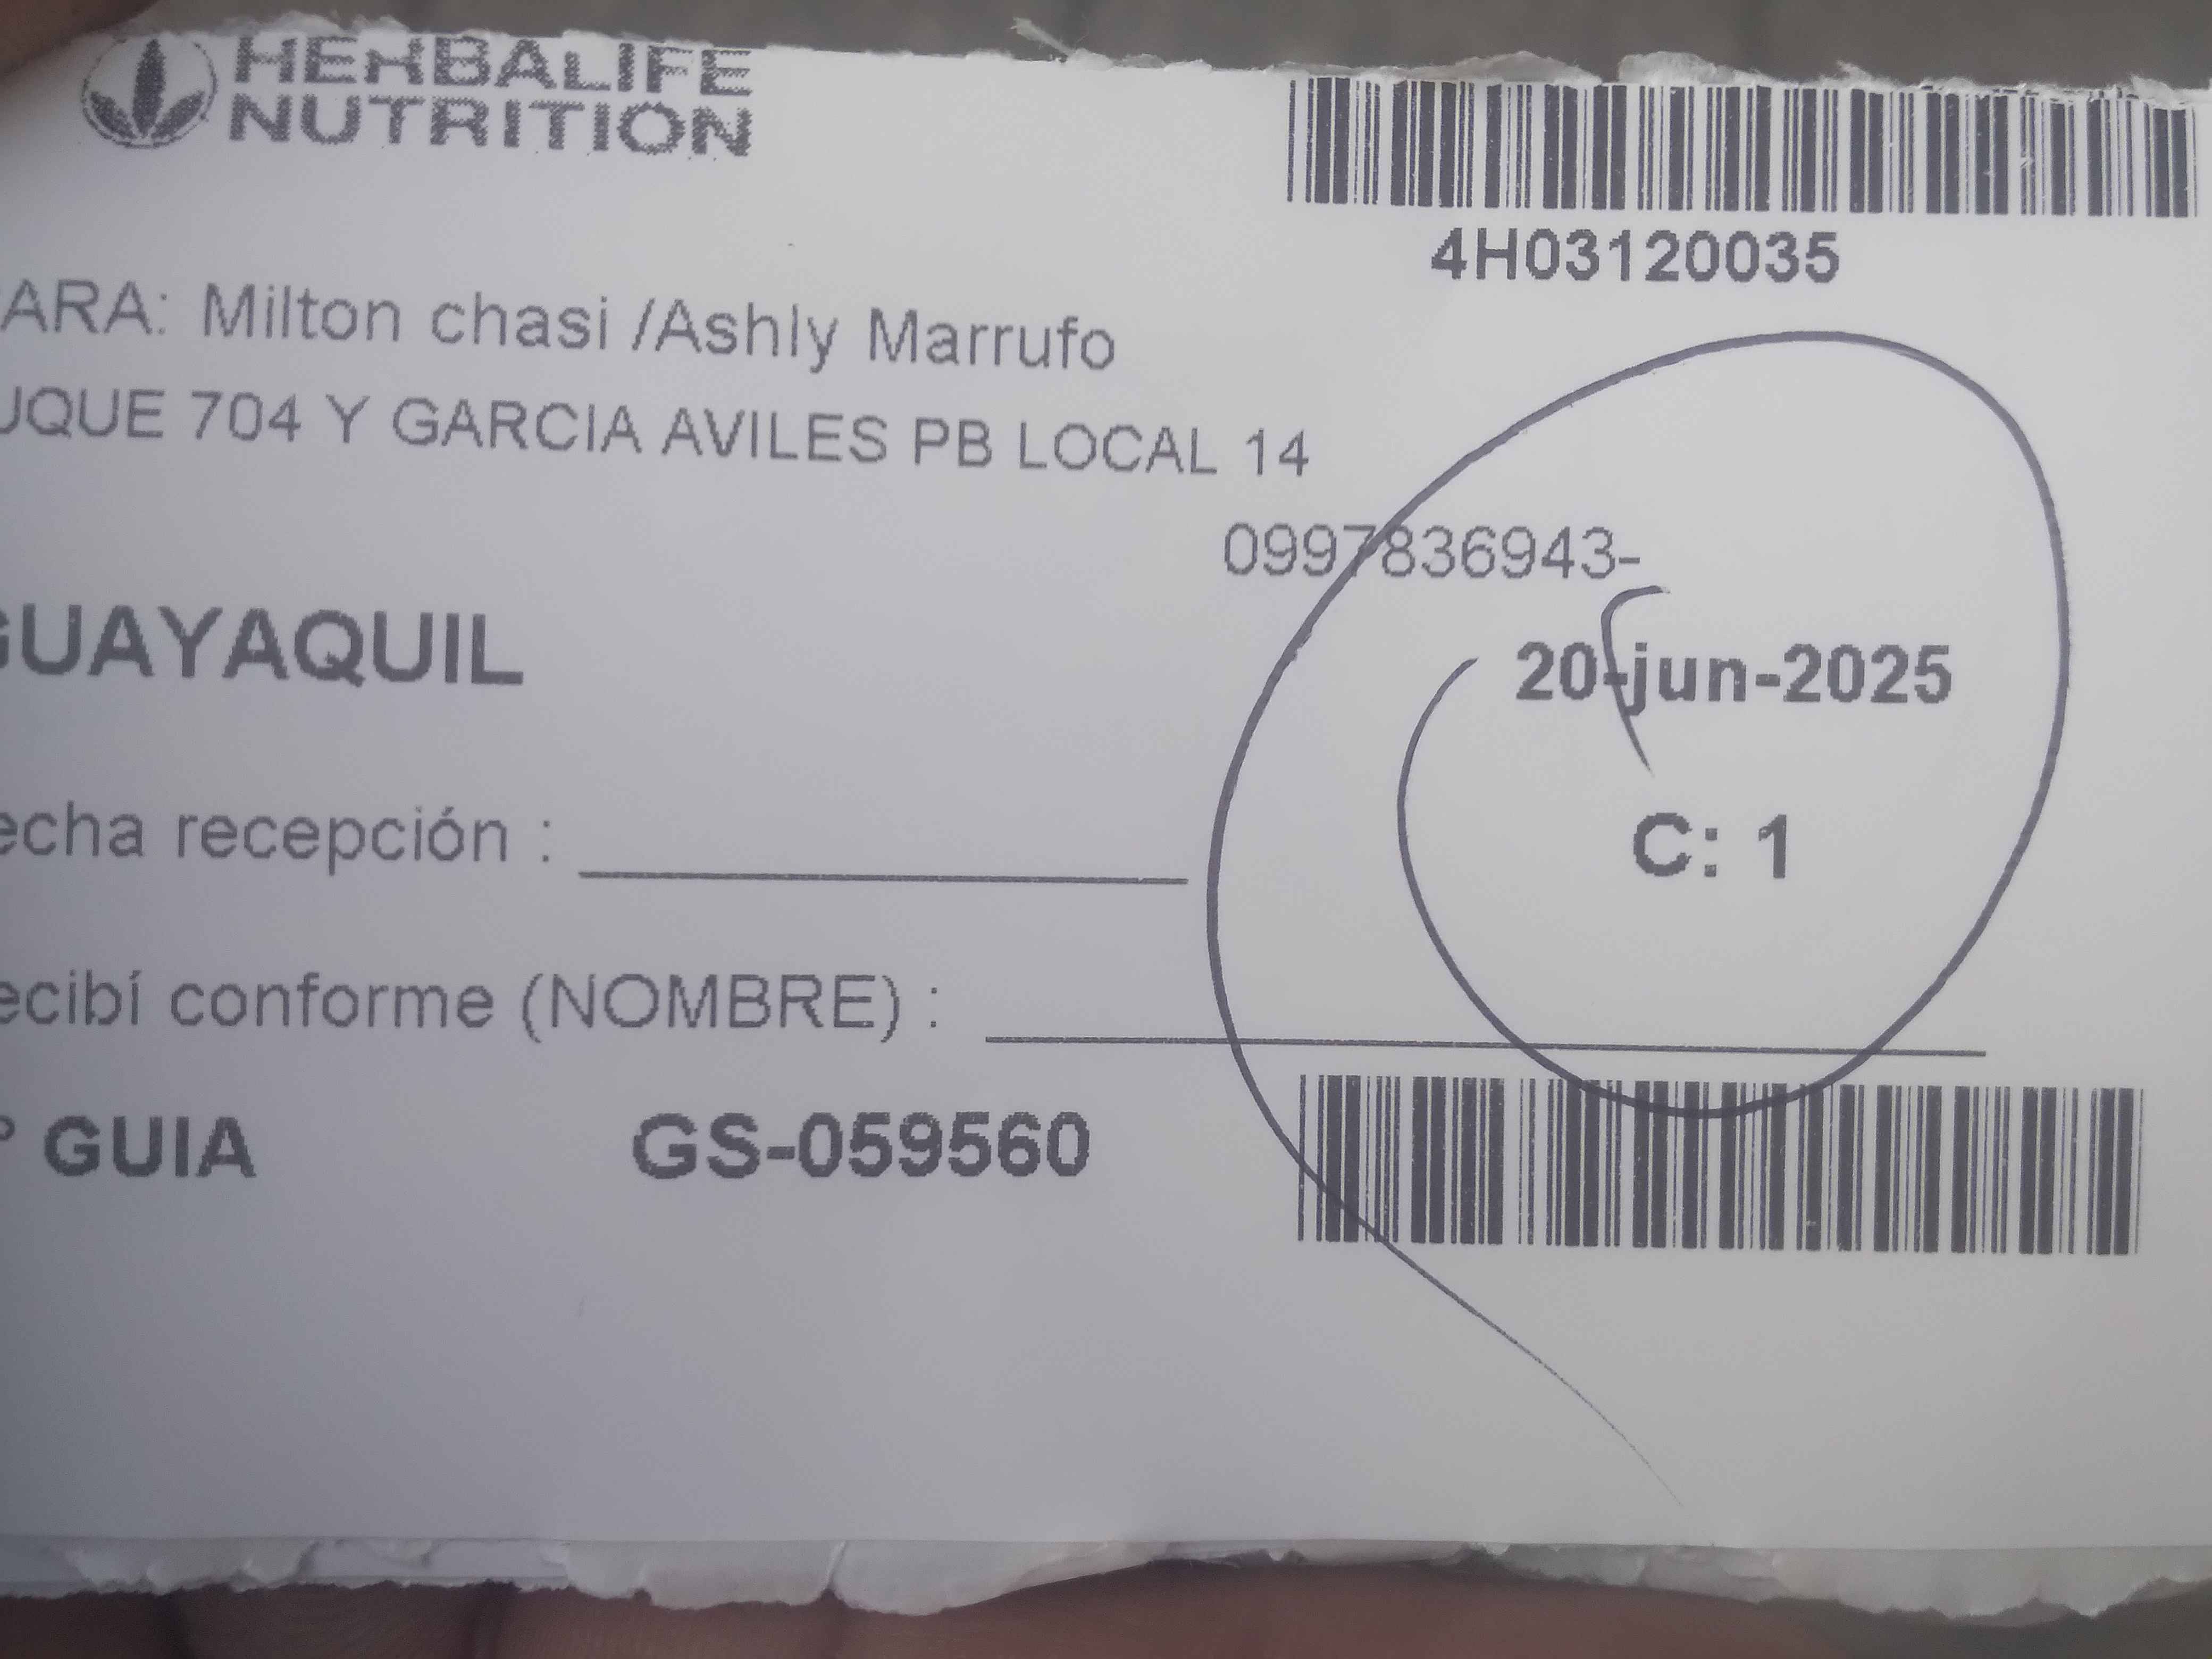 HERBALIFE
NUTRITION
4H03120035
ARA: Milton chasi /Ashly Marrufo
UQUE 704 Y GARCIA AVILES PB LOCAL 14
0997836943-
GUAYAQUIL
20-jun-2025
C: 1
echa recepción :
ecibí conforme (NOMBRE) :
° GUIA GS-059560